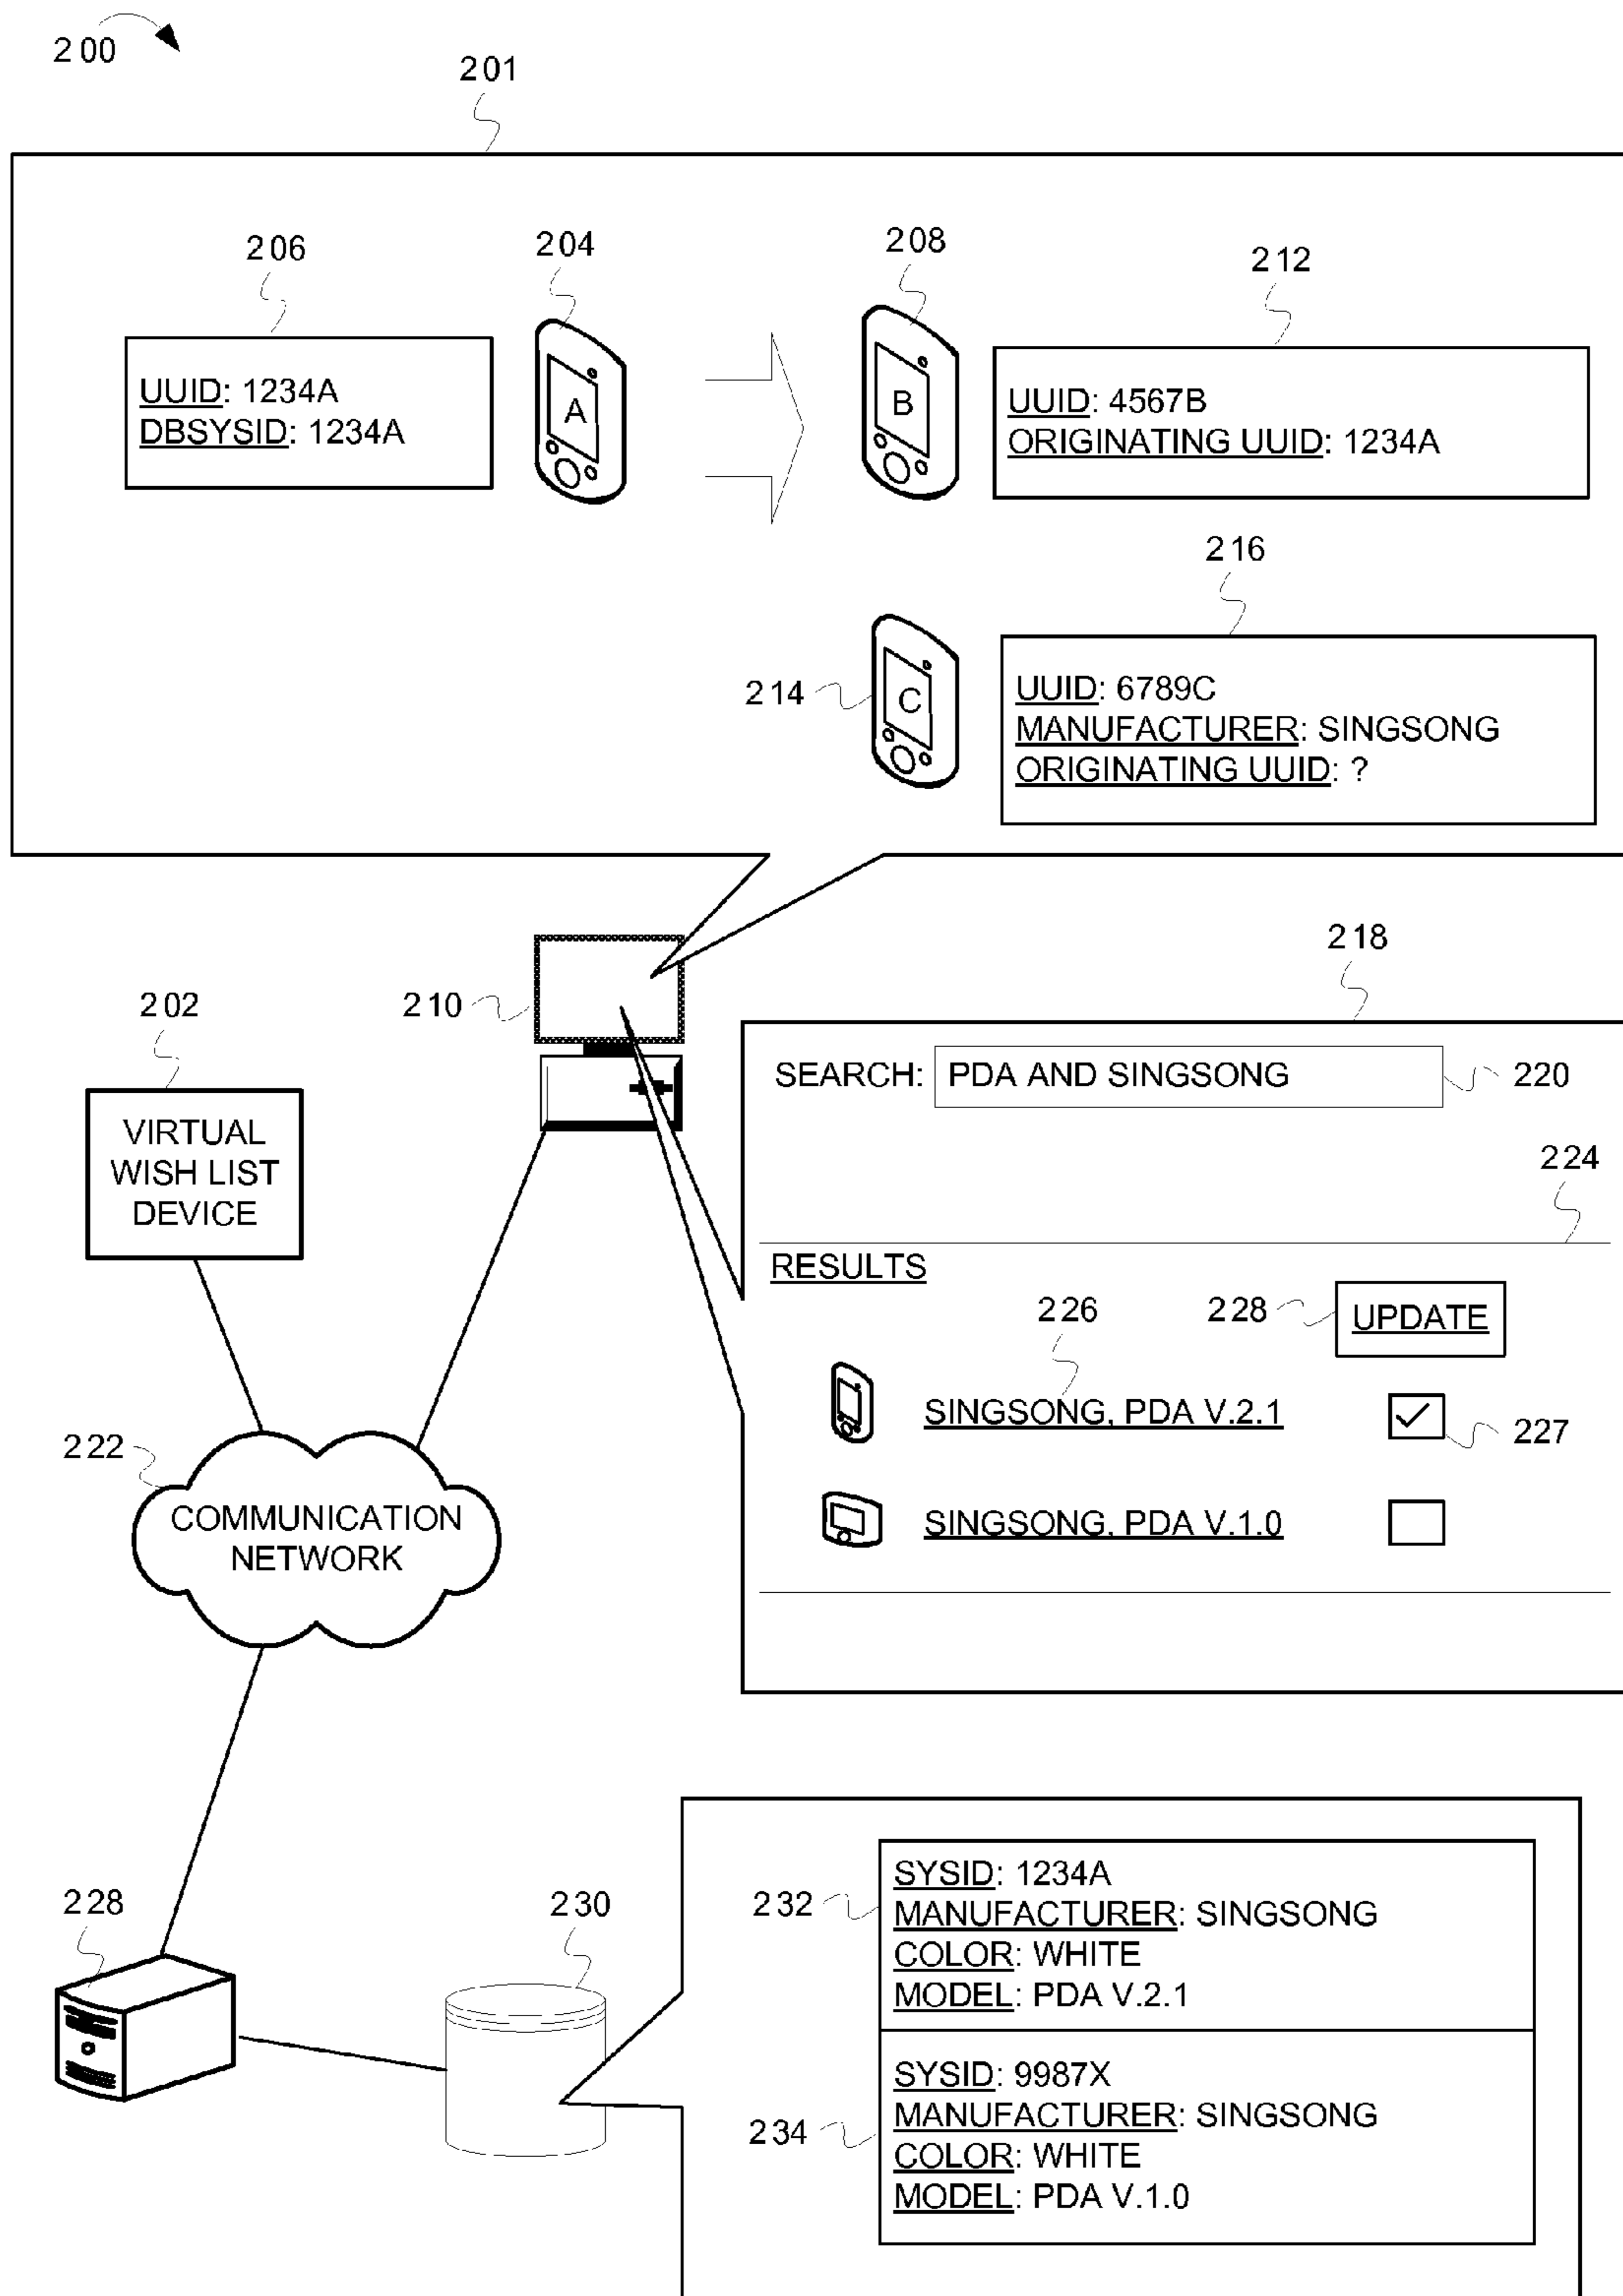 200
201
206
204
208
212
UUID: 1234A
DBSYSID: 1234A
A
B
UUID: 4567B
ORIGINATING UUID: 1234A
216
214
C
UUID: 6789C
MANUFACTURER: SINGSONG
ORIGINATING UUID: ?
218
202
210
SEARCH: PDA AND SINGSONG
220
VIRTUAL
WISH LIST
DEVICE
224
RESULTS
226
228
UPDATE
SINGSONG, PDA V.2.1
227
222
COMMUNICATION
NETWORK
SINGSONG, PDA V.1.0
228
230
232
SYSID: 1234A
MANUFACTURER: SINGSONG
COLOR: WHITE
MODEL: PDA V.2.1
234
SYSID: 9987X
MANUFACTURER: SINGSONG
COLOR: WHITE
MODEL: PDA V.1.0